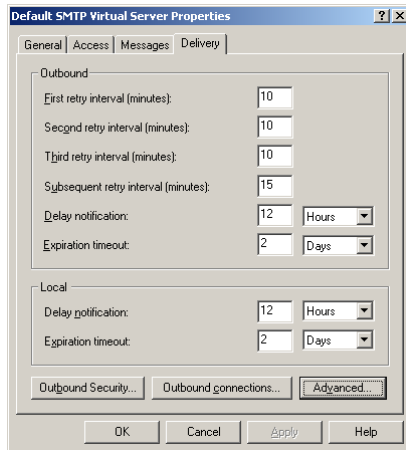 Default SMTP Virtual Server Properties
General Access Messages Delivery
Outbound
First retry interval (minutes): 10
Second retry interval (minutes): 10
Third retry interval (minutes): 10
Subsequent retry interval (minutes): 15
Delay notification: 12 Hours
Expiration timeout: 2 Days
Local
Delay notification: 12 Hours
Expiration timeout: 2 Days
Outbound Security... Outbound connections... Advanced...
OK Cancel Apply Help